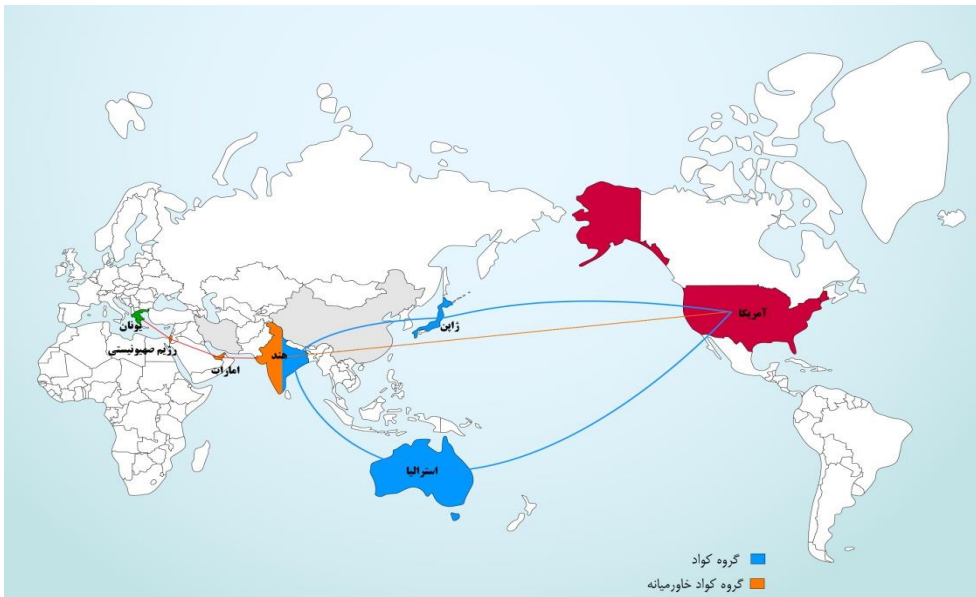 آمریکا
ژاپن
یونان
هند
رژیم صهیونیستی
امارات
استرالیا
گروه کواد
گروه کواد خاورمیانه